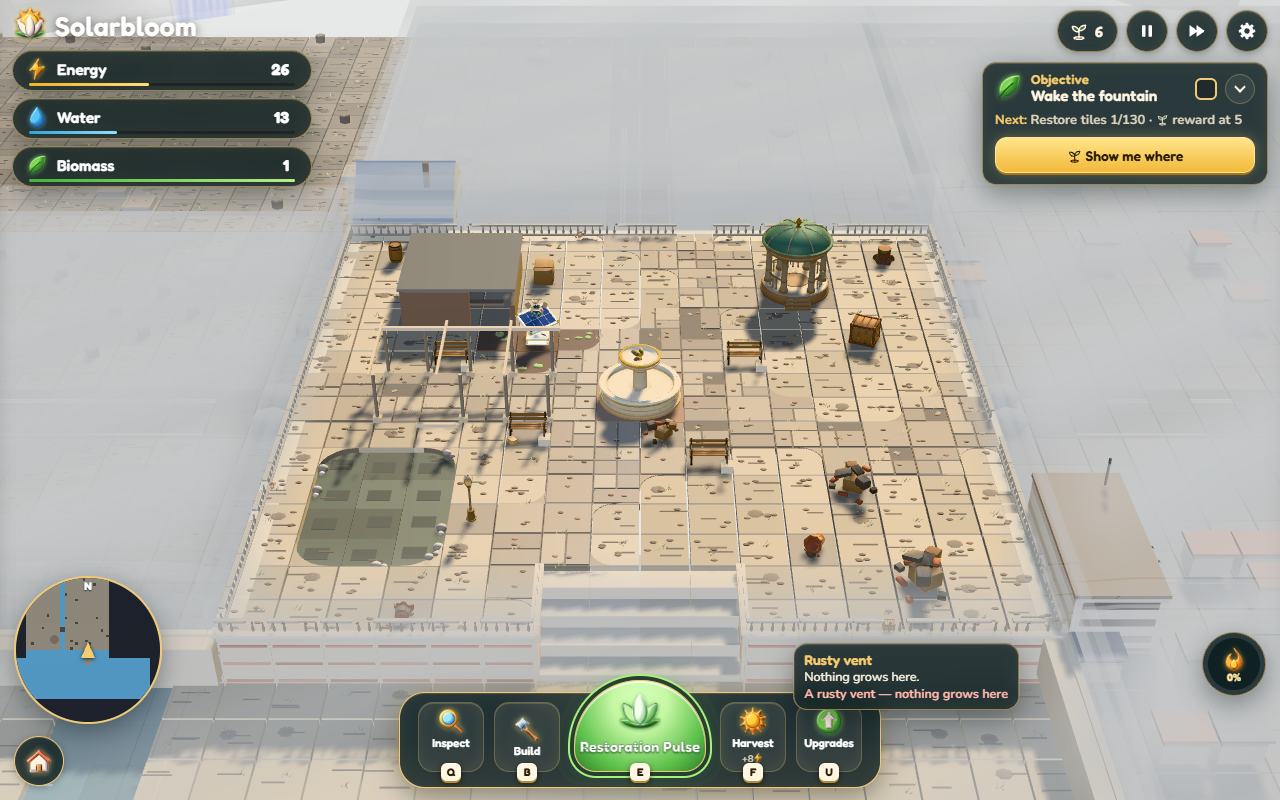 Solarbloom
Energy 26
Water 13
Biomass 1
6
Objective
Wake the fountain
Next: Restore tiles 1/130 · reward at 5
Show me where
N
0%
Rusty vent
Nothing grows here.
A rusty vent — nothing grows here
Inspect
Q
Build
B
Restoration Pulse
E
Harvest
+8
F
Upgrades
U